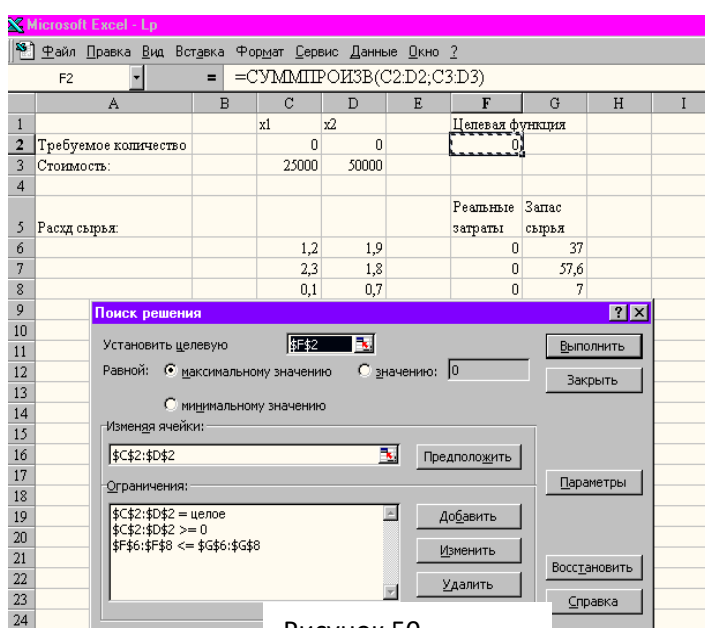 Microsoft Excel - Lp
Файл Правка Вид Вставка Формат Сервис Данные Окно ?
F2 = =СУММПРОИЗВ(C2:D2;C3:D3)
A B C D E F G H I
1 x1 x2 Целевая функция
2 Требуемое количество 0 0 0
3 Стоимость: 25000 50000
4
Реальные Запас
5 Расхд сырья: затраты сырья
6 1,2 1,9 0 37
7 2,3 1,8 0 57,6
8 0,1 0,7 0 7
9 Поиск решения ? ×
10
11 Установить целевую $F$2 Выполнить
12 Равной: максимальному значению значению: 0
13 Закрыть
14 минимальному значению
15 Изменяя ячейки:
16 $C$2:$D$2 Предположить
17 Параметры
18 Ограничения:
19 $C$2:$D$2 = целое Добавить
20 $C$2:$D$2 >= 0
21 $F$6:$F$8 <= $G$6:$G$8 Изменить
22 Восстановить
23 Удалить Справка
24